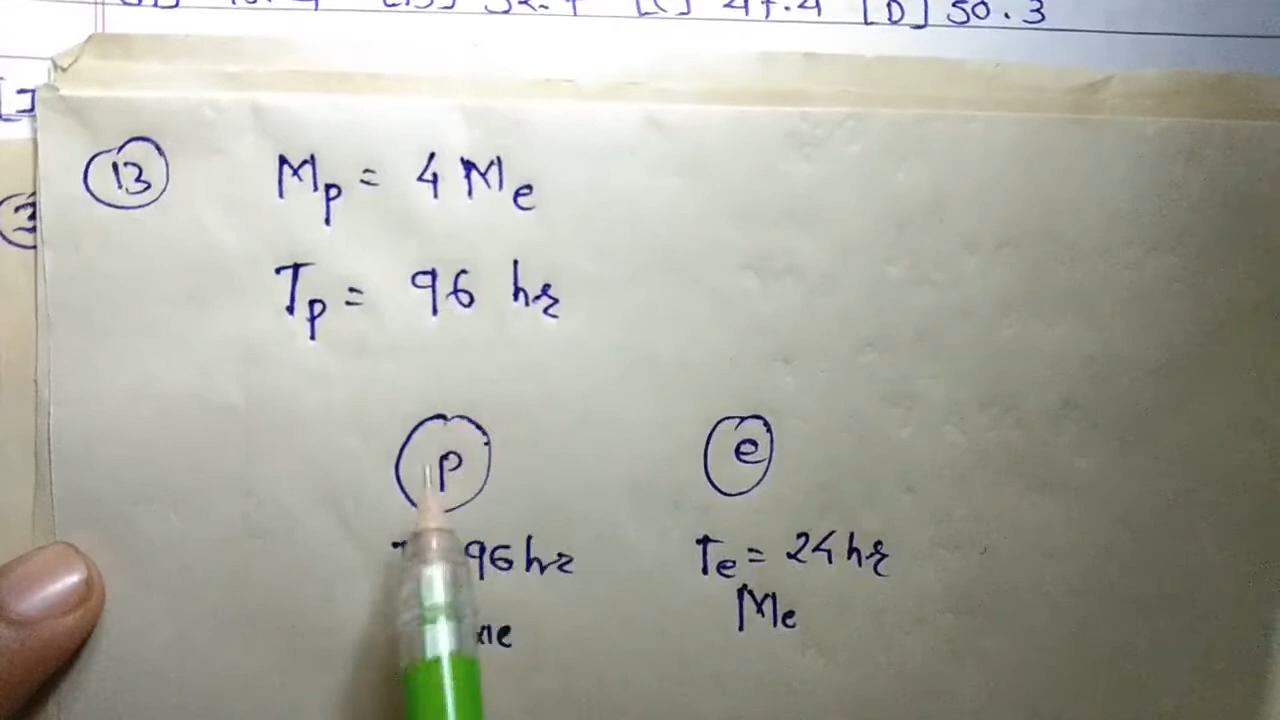 [D] 50.3
13
Mp = 4 Me
Tp = 96 hr
p e
96 hr Te = 24 hr
Me